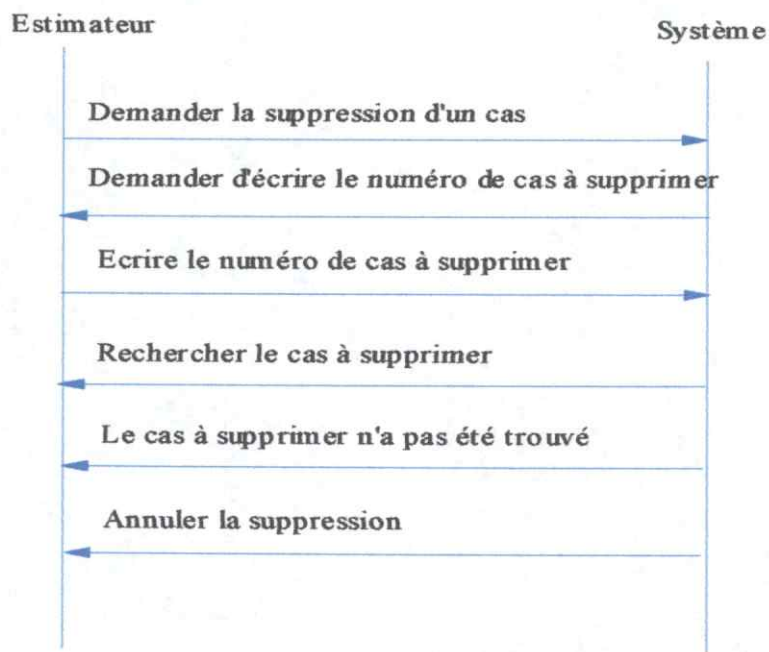 Estimateur
Système
Demander la suppression d'un cas
Demander d'écrire le numéro de cas à supprimer
Ecrire le numéro de cas à supprimer
Rechercher le cas à supprimer
Le cas à supprimer n'a pas été trouvé
Annuler la suppression